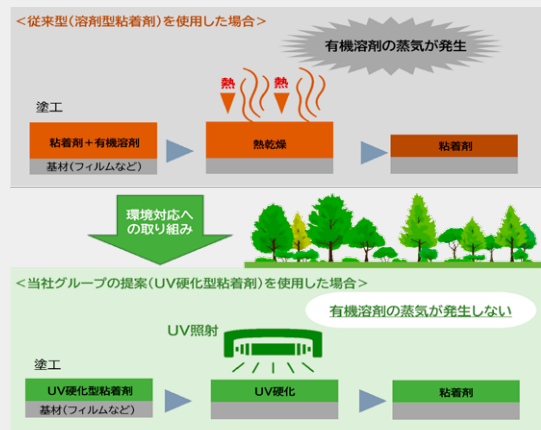 <従来型(溶剤型粘着剤)を使用した場合>
有機溶剤の蒸気が発生
熱 熱
塗工
粘着剤+有機溶剤
熱乾燥
粘着剤
基材(フィルムなど)
環境対応へ
の取り組み
<当社グループの提案(UV硬化型粘着剤)を使用した場合>
有機溶剤の蒸気が発生しない
UV照射
塗工
UV硬化型粘着剤
UV硬化
粘着剤
基材(フィルムなど)